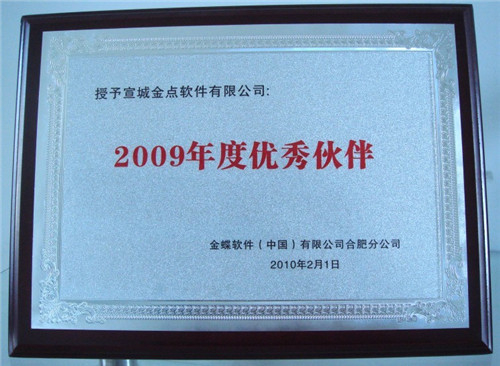 授予宣城金点软件有限公司:
2009年度优秀伙伴
金蝶软件（中国）有限公司合肥分公司
2010年2月1日